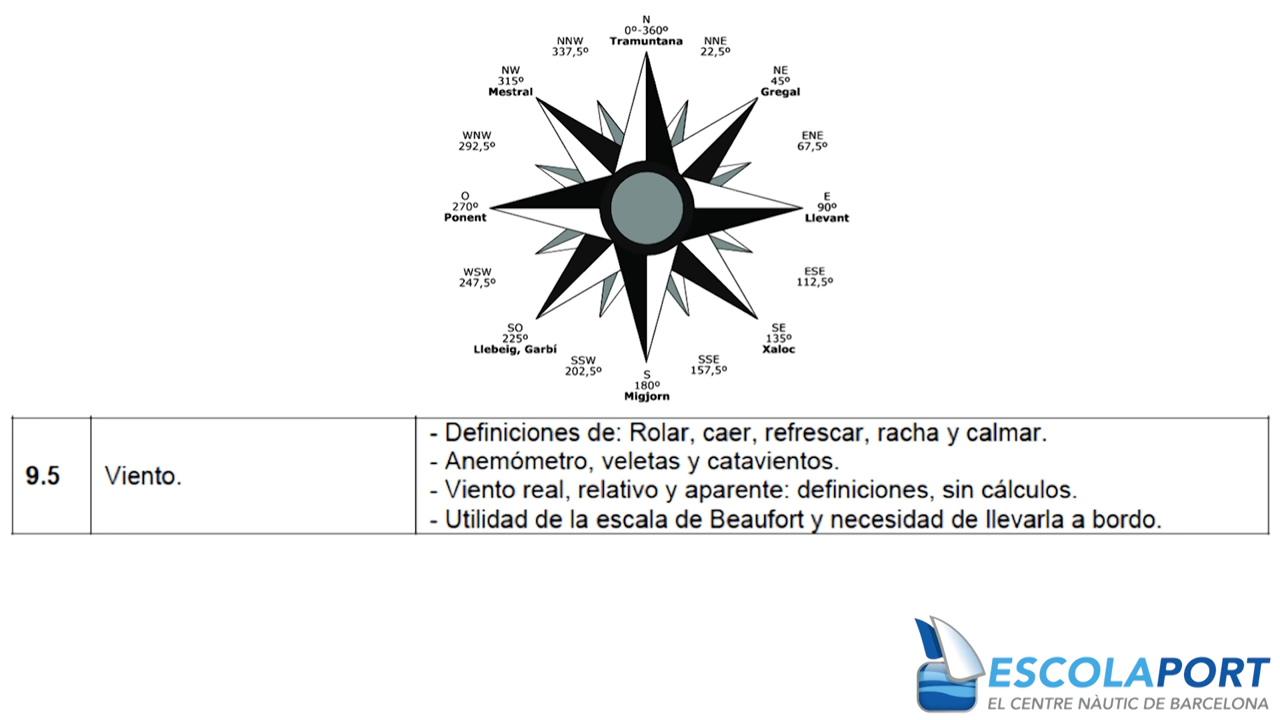 N
0º-360º
Tramuntana
NNW
337,5º
NNE
22,5º
NW
315º
Mestral
NE
45º
Gregal
WNW
292,5º
ENE
67,5º
O
270º
Ponent
E
90º
Llevant
WSW
247,5º
ESE
112,5º
SO
225º
Llebeig, Garbí
SE
135º
Xaloc
SSW
202,5º
SSE
157,5º
S
180º
Migjorn
9.5
Viento.
- Definiciones de: Rolar, caer, refrescar, racha y calmar.
- Anemómetro, veletas y catavientos.
- Viento real, relativo y aparente: definiciones, sin cálculos.
- Utilidad de la escala de Beaufort y necesidad de llevarla a bordo.
ESCOLAPORT
EL CENTRE NÀUTIC DE BARCELONA